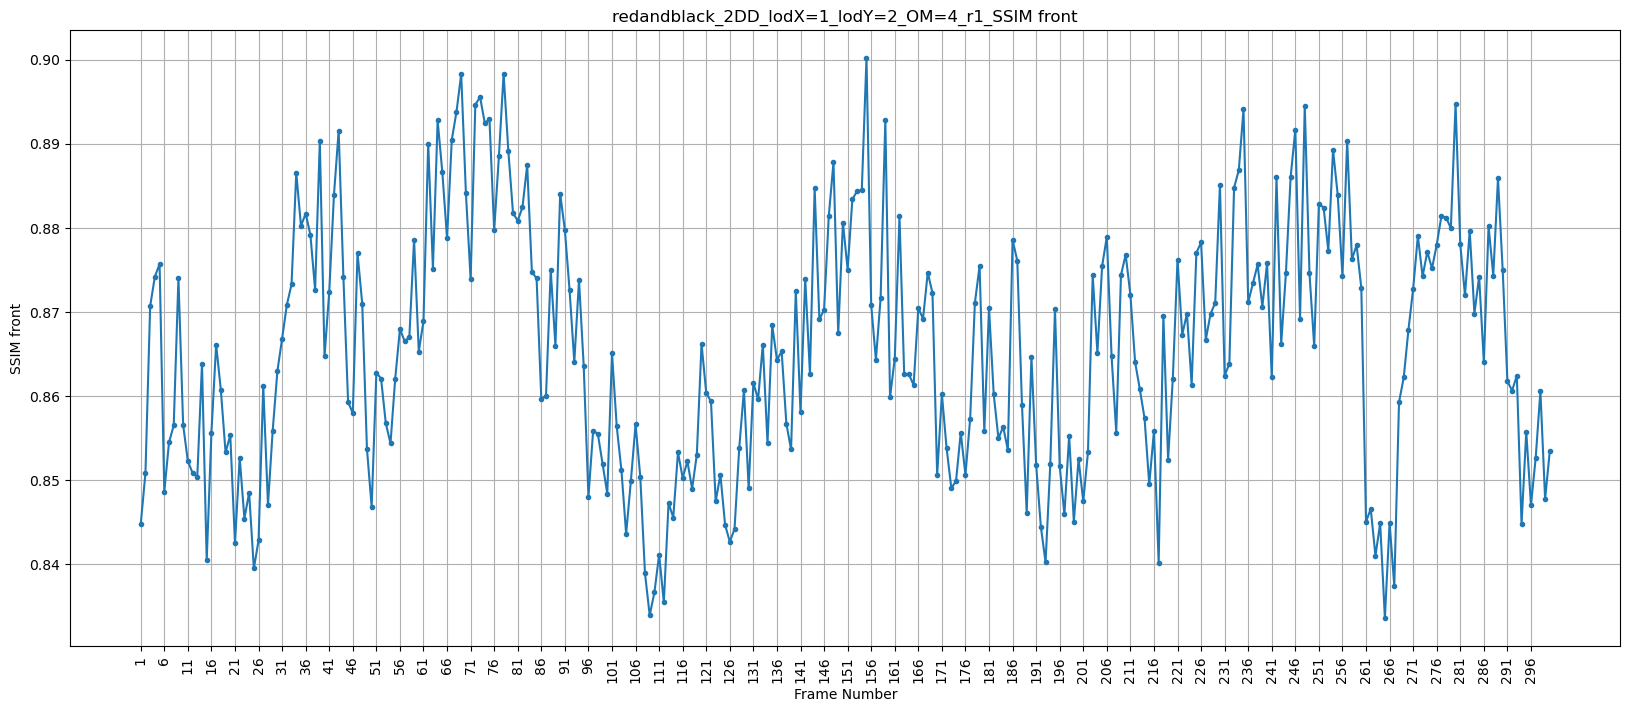 redandblack_2DD_lodX=1_lodY=2_OM=4_r1_SSIM front
0.90
0.89
0.88
0.87
0.86
0.85
0.84
SSIM front
1 6 11 16 21 26 31 36 41 46 51 56 61 66 71 76 81 86 91 96 101 106 111 116 121 126 131 136 141 146 151 156 161 166 171 176 181 186 191 196 201 206 211 216 221 226 231 236 241 246 251 256 261 266 271 276 281 286 291 296
Frame Number